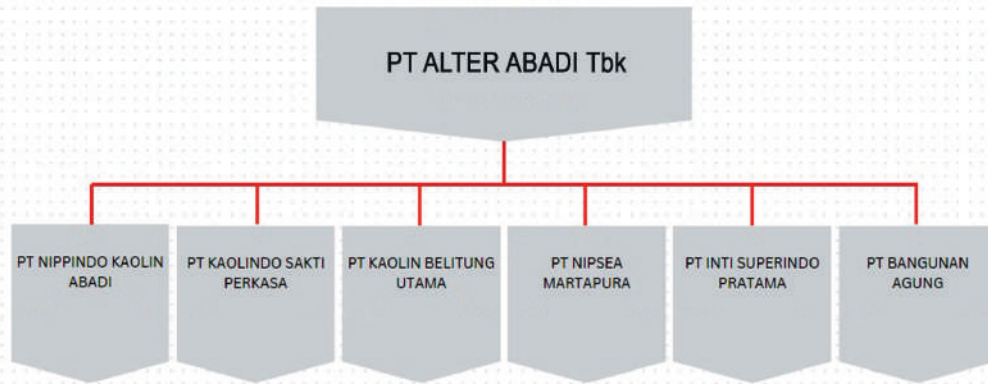 PT ALTER ABADI Tbk
PT NIPPINDO KAOLIN
ABADI
PT KAOLINDO SAKTI
PERKASA
PT KAOLIN BELITUNG
UTAMA
PT NIPSEA
MARTAPURA
PT INTI SUPERINDO
PRATAMA
PT BANGUNAN
AGUNG